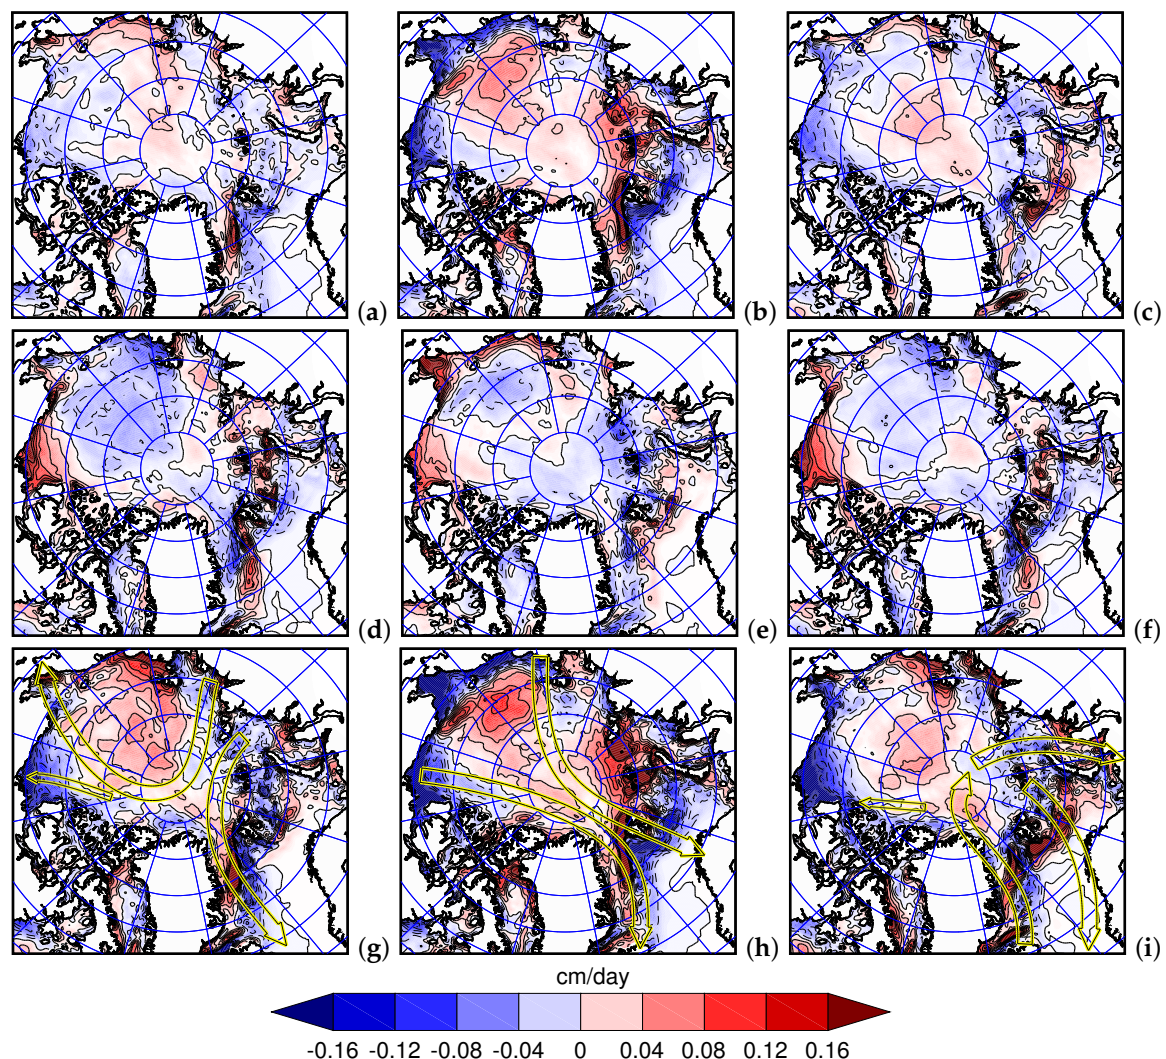 (a) (b) (c)
(d) (e) (f)
(g) (h) (i)
cm/day
-0.16 -0.12 -0.08 -0.04 0 0.04 0.08 0.12 0.16